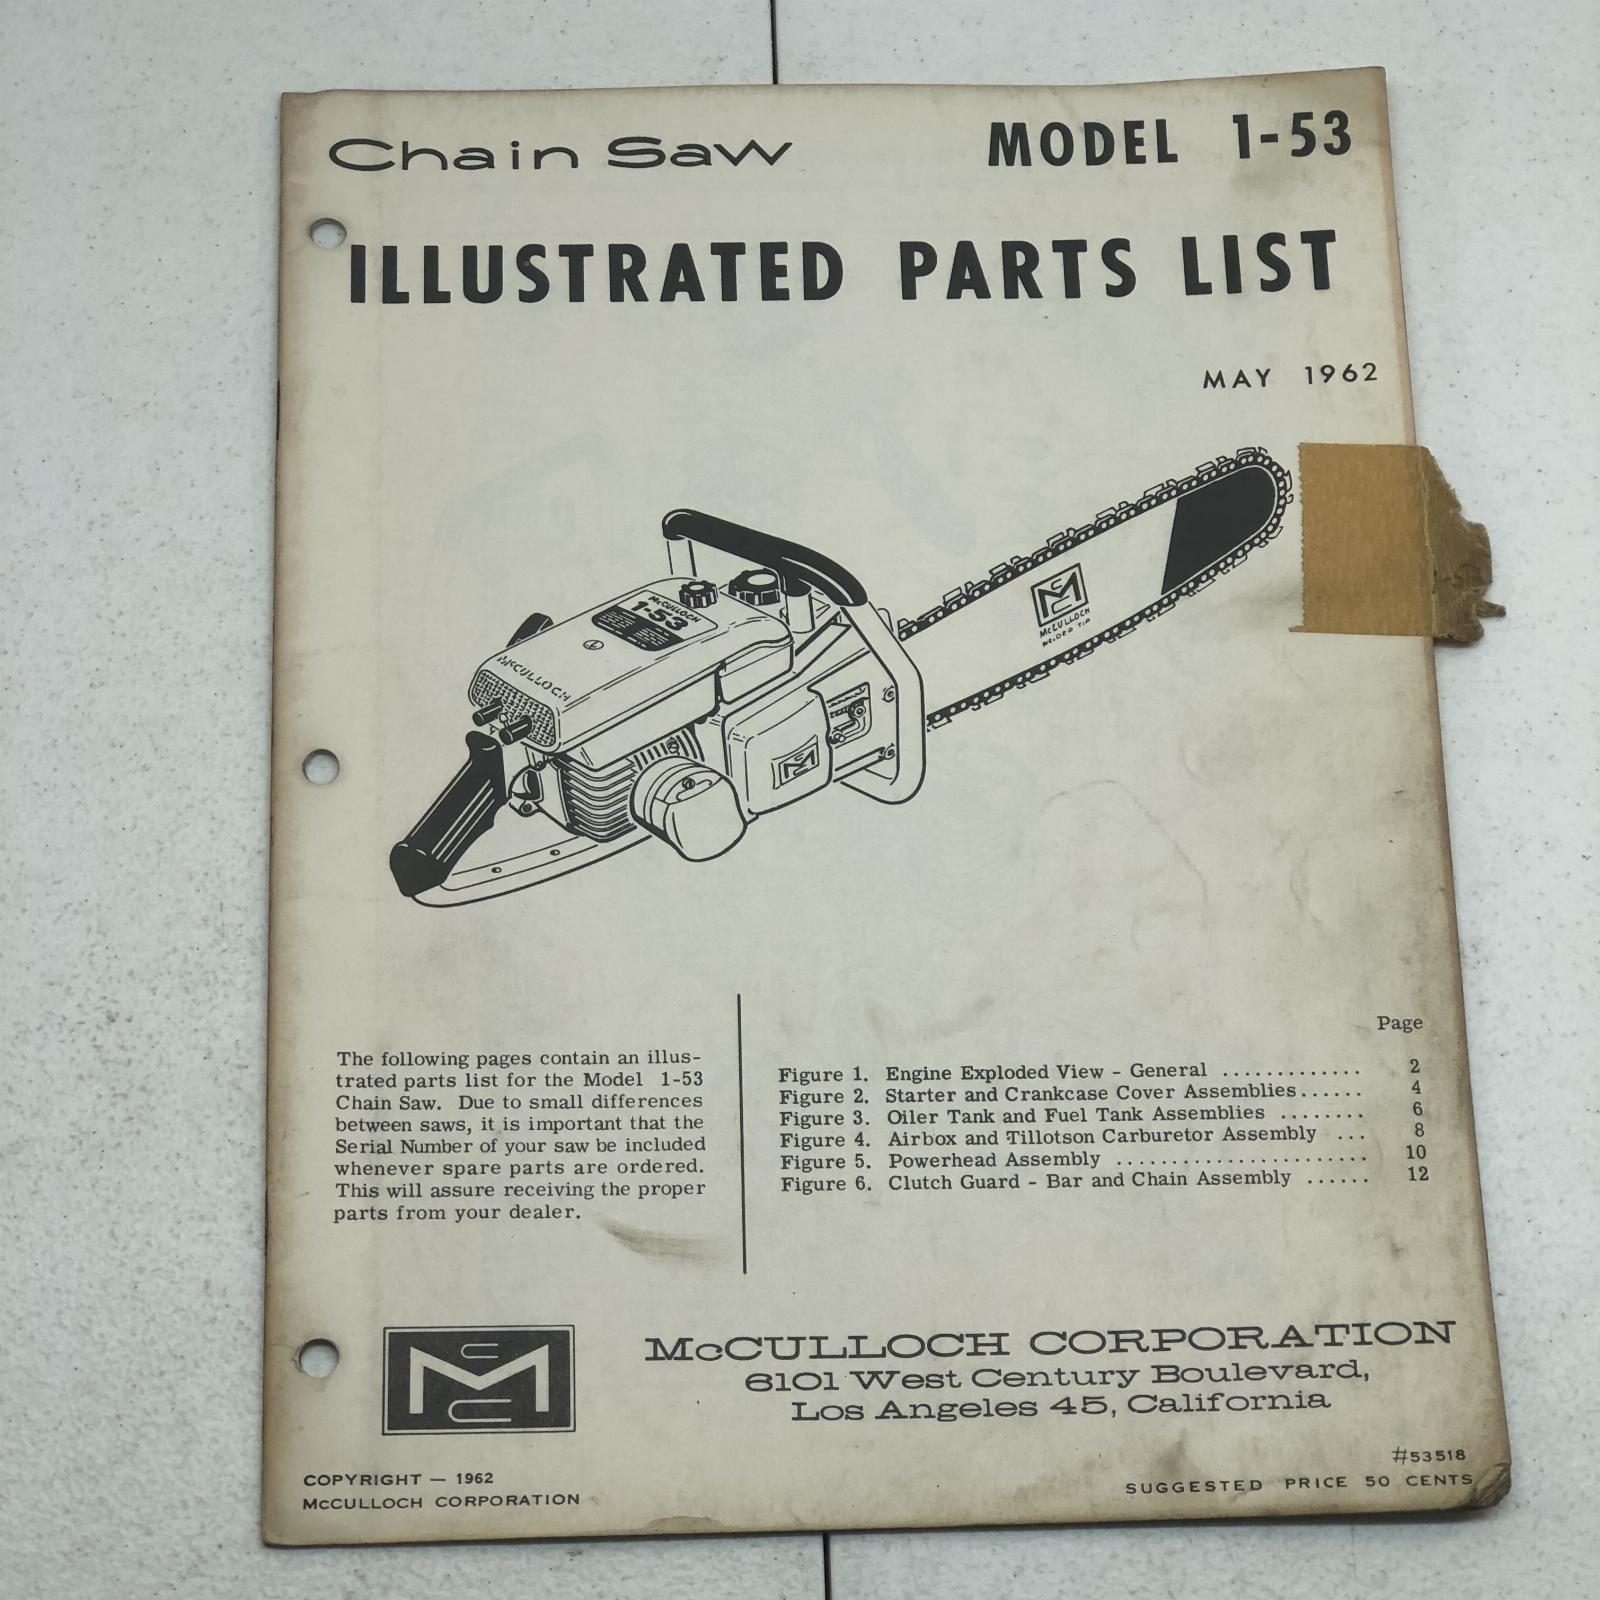 Chain Saw MODEL 1-53
ILLUSTRATED PARTS LIST
MAY 1962
McCULLOCH
1-53
McCULLOCH
McCULLOCH
WELDED TIP
The following pages contain an illus-
trated parts list for the Model 1-53
Chain Saw. Due to small differences
between saws, it is important that the
Serial Number of your saw be included
whenever spare parts are ordered.
This will assure receiving the proper
parts from your dealer.
Page
Figure 1. Engine Exploded View - General ............. 2
Figure 2. Starter and Crankcase Cover Assemblies...... 4
Figure 3. Oiler Tank and Fuel Tank Assemblies ........ 6
Figure 4. Airbox and Tillotson Carburetor Assembly ... 8
Figure 5. Powerhead Assembly ....................... 10
Figure 6. Clutch Guard - Bar and Chain Assembly ...... 12
McCULLOCH CORPORATION
6101 West Century Boulevard,
Los Angeles 45, California
#53518
SUGGESTED PRICE 50 CENTS
COPYRIGHT — 1962
McCULLOCH CORPORATION